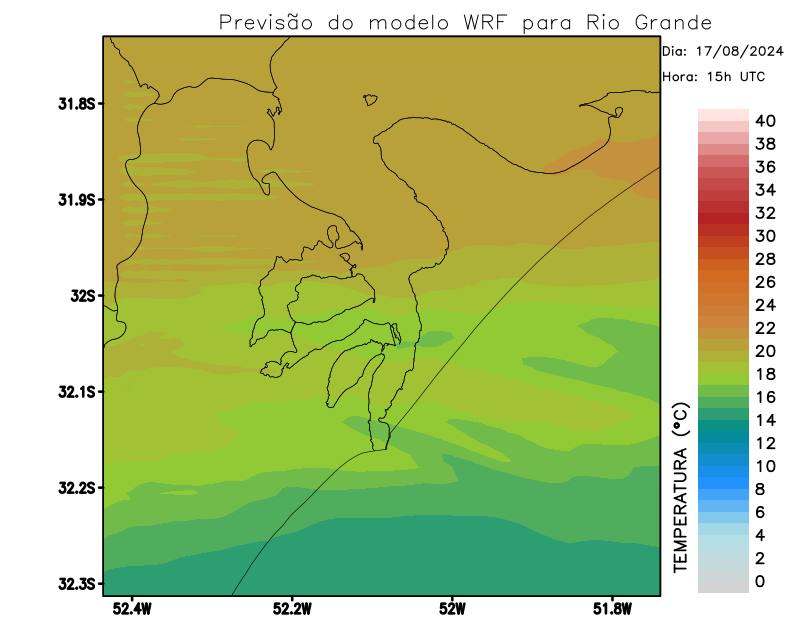 Previsão do modelo WRF para Rio Grande
Dia: 17/08/2024
Hora: 15h UTC
31.8S
31.9S
32S
32.1S
32.2S
32.3S
52.4W
52.2W
52W
51.8W
TEMPERATURA (°C)
40
38
36
34
32
30
28
26
24
22
20
18
16
14
12
10
8
6
4
2
0